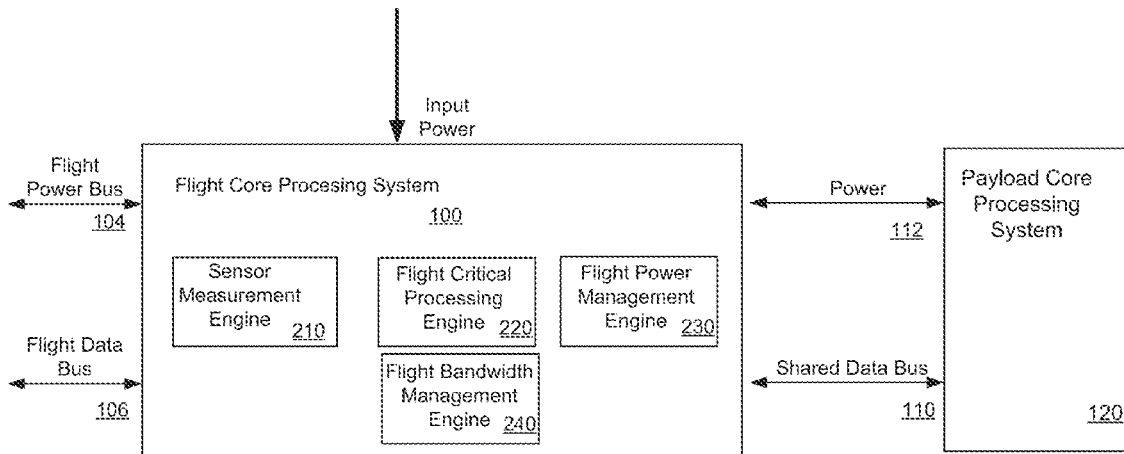 Input
Power
Flight
Power Bus
104
Flight Core Procesing System
100
Power
112
Payload Core
Processing
System
Sensor
Measurement
Engine 210
Flight Critical
Processing
Engine 220
Flight Power
Management
Engine 230
Flight Data
Bus
106
Flight Bandwidth
Management
Engine 240
Shared Data Bus
110
120